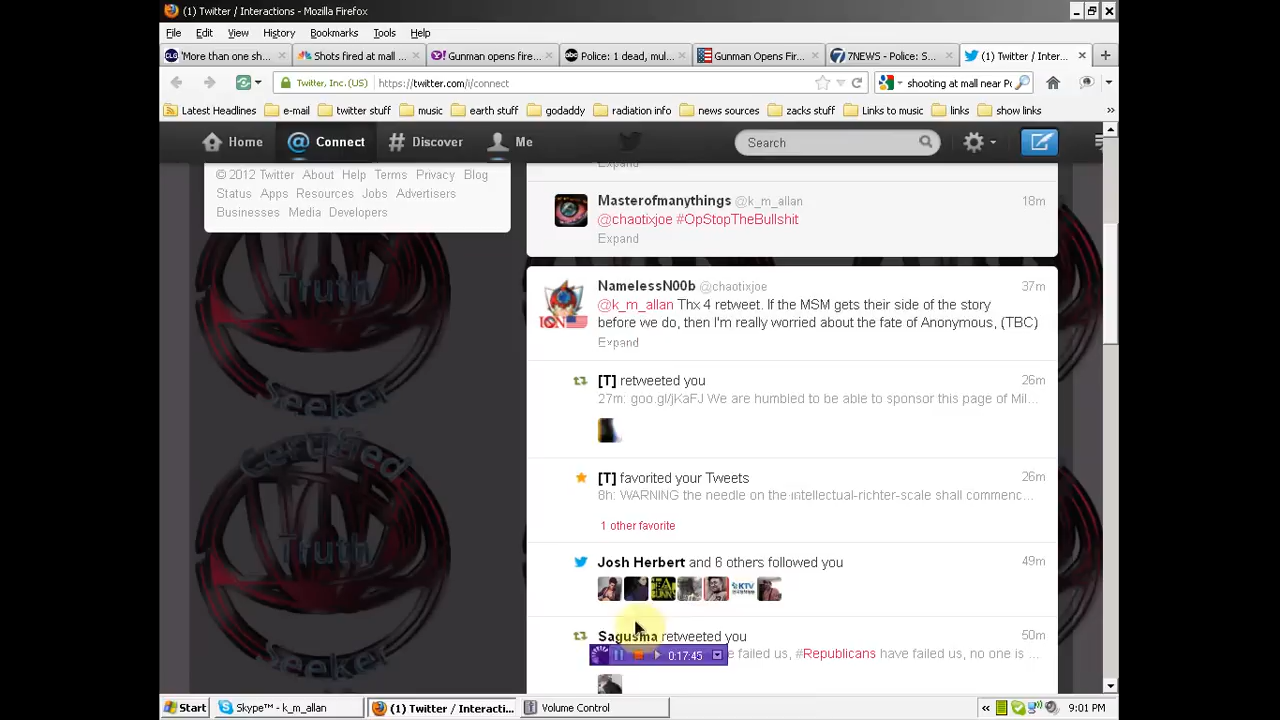 (1) Twitter / Interactions - Mozilla Firefox
File Edit View History Bookmarks Tools Help
'More than one sh... Shots fired at mall ... Gunman opens fire... Police: 1 dead, mul... Gunman Opens Fir... 7NEWS - Police: S... (1) Twitter / Inter...
Twitter, Inc. (US) https://twitter.com/i/connect shooting at mall near Po
Latest Headlines e-mail twitter stuff music earth stuff godaddy radiation info news sources zacks stuff Links to music links show links
Home Connect Discover Me Search
© 2012 Twitter About Help Terms Privacy Blog
Status Apps Resources Jobs Advertisers
Businesses Media Developers
Expand
Masterofmanythings @k_m_allan 18m
@chaotixjoe #OpStopTheBullshit
Expand
NamelessN00b @chaotixjoe 37m
@k_m_allan Thx 4 retweet. If the MSM gets their side of the story
before we do, then I'm really worried about the fate of Anonymous, (TBC)
Expand
[T] retweeted you 26m
27m: goo.gl/jKaFJ We are humbled to be able to sponsor this page of Mil...
[T] favorited your Tweets 26m
8h: WARNING the needle on the intellectual-richter-scale shall commenc...
1 other favorite
Josh Herbert and 6 others followed you 49m
KTV
Sagusma retweeted you 50m
0:17:45
e failed us, #Republicans have failed us, no one is ...
Truth
Seeker
Certified
Truth
Seeker
Start Skype™ - k_m_allan (1) Twitter / Interacti... Volume Control 9:01 PM